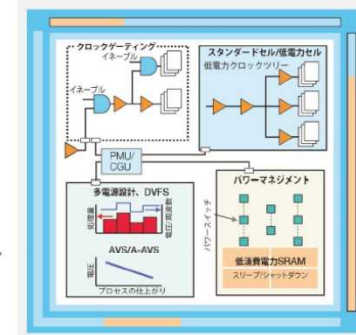 クロックゲーティング
イネーブル
イネーブル
スタンダードセル/低電力セル
低電力クロックツリー
PMU/
CGU
多電源設計、DVFS
処理量
電圧/周波数
AVS/A-AVS
電圧
プロセスの仕上がり
パワーマネジメント
パワースイッチ
低消費電力SRAM
スリープ/シャットダウン